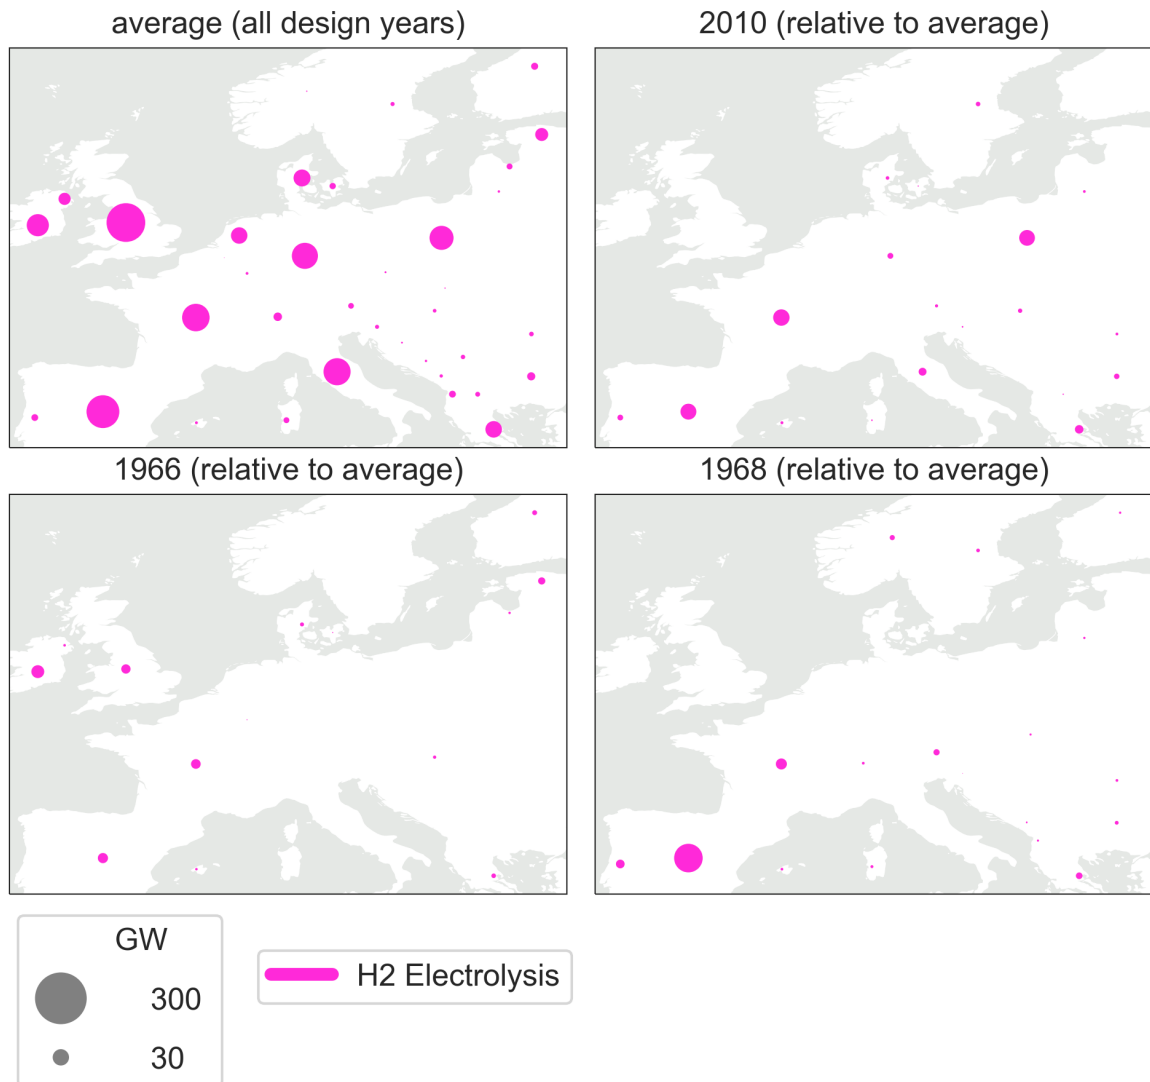 average (all design years)
2010 (relative to average)
1966 (relative to average)
1968 (relative to average)
GW
300
30
H2 Electrolysis